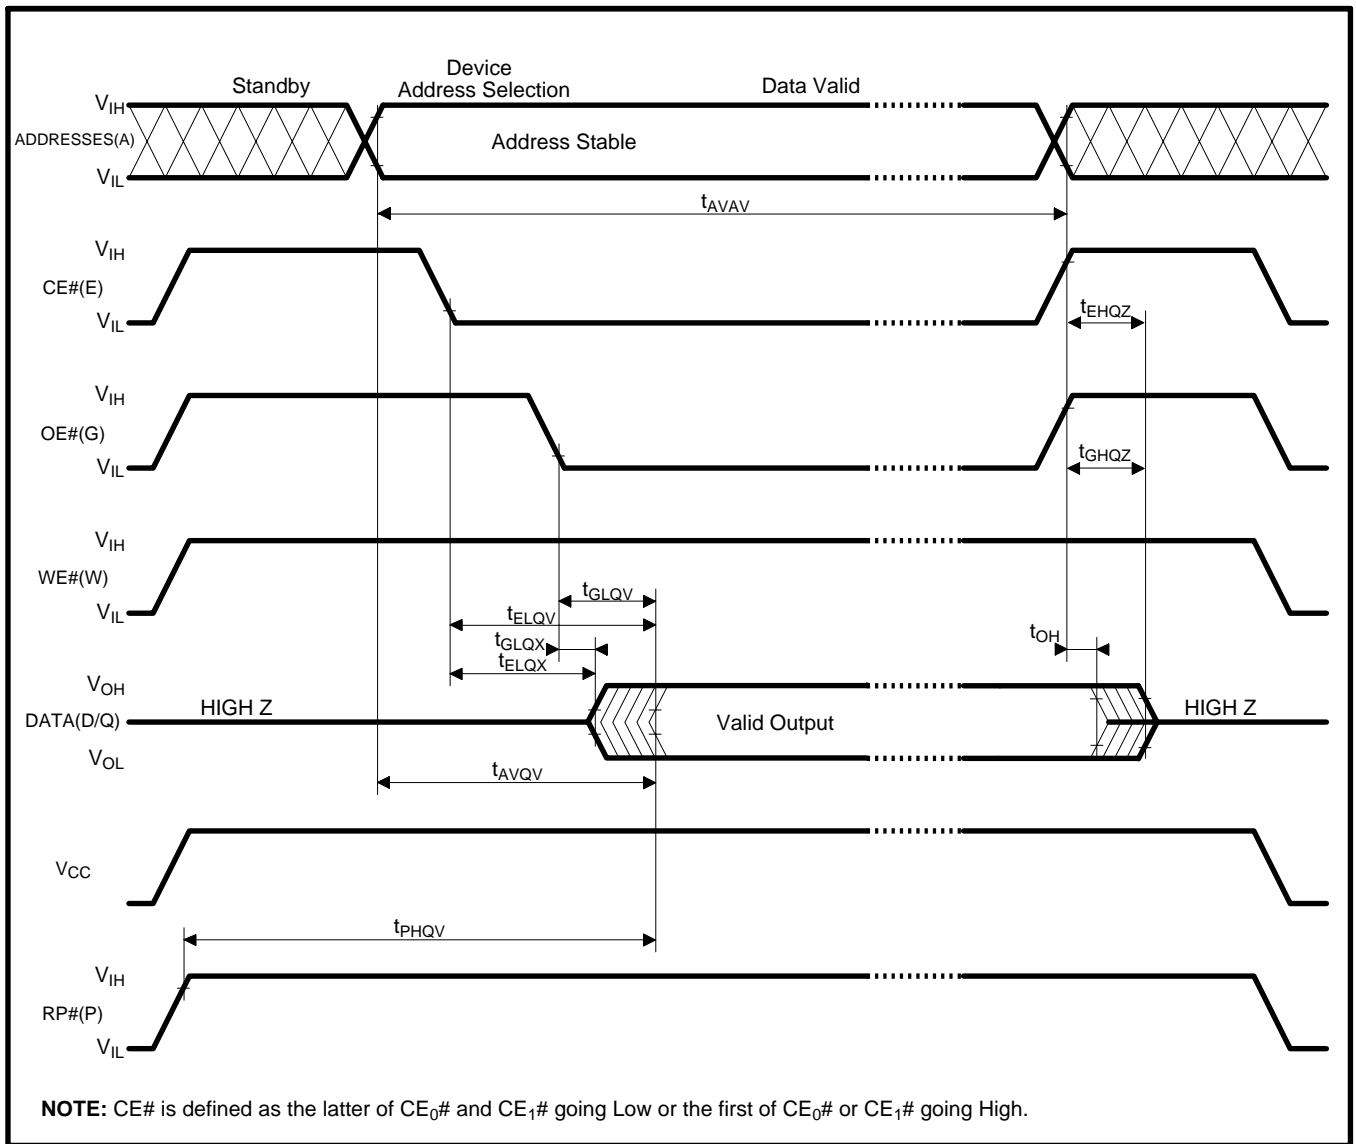 Standby
Device
Address Selection
Data Valid
VIH
ADDRESSES(A)
Address Stable
VIL
tAVAV
VIH
CE#(E)
tEHQZ
VIL
VIH
OE#(G)
tGHQZ
VIL
VIH
WE#(W)
tGLQV
VIL
tELQV
tGLQX
tOH
tELQX
VOH
HIGH Z
DATA(D/Q)
Valid Output
HIGH Z
VOL
tAVQV
VCC
tPHQV
VIH
RP#(P)
VIL
NOTE: CE# is defined as the latter of CE0# and CE1# going Low or the first of CE0# or CE1# going High.